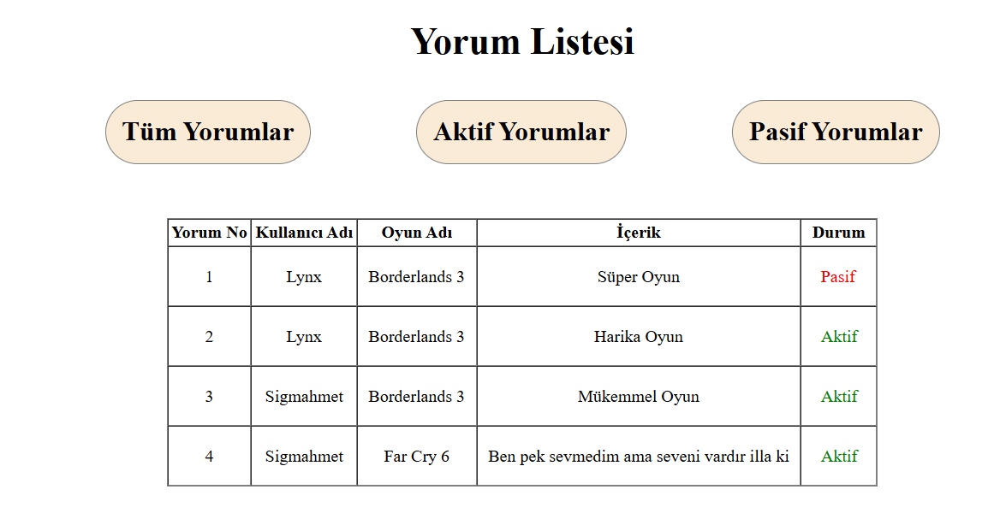 Yorum Listesi
Tüm Yorumlar Aktif Yorumlar Pasif Yorumlar
Yorum No Kullanıcı Adı Oyun Adı İçerik Durum
1 Lynx Borderlands 3 Süper Oyun Pasif
2 Lynx Borderlands 3 Harika Oyun Aktif
3 Sigmahmet Borderlands 3 Mükemmel Oyun Aktif
4 Sigmahmet Far Cry 6 Ben pek sevmedim ama seveni vardır illa ki Aktif